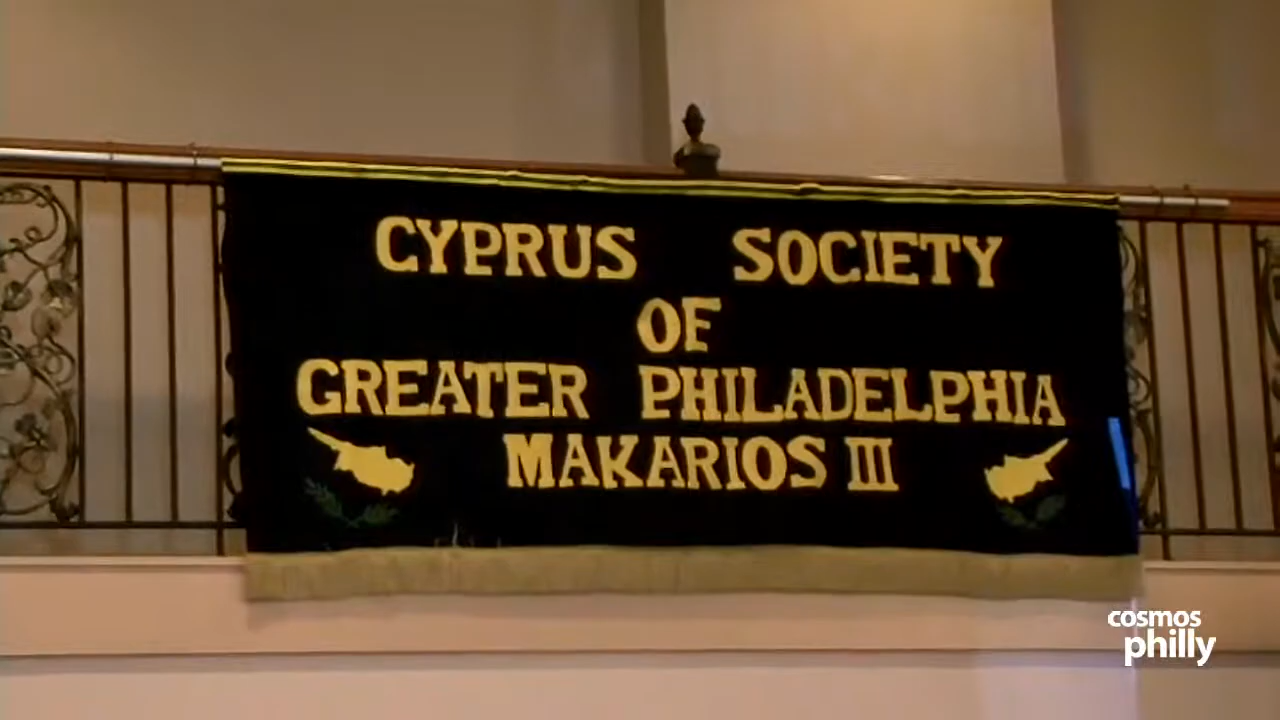 CYPRUS SOCIETY
OF
GREATER PHILADELPHIA
MAKARIOS III
cosmos
philly